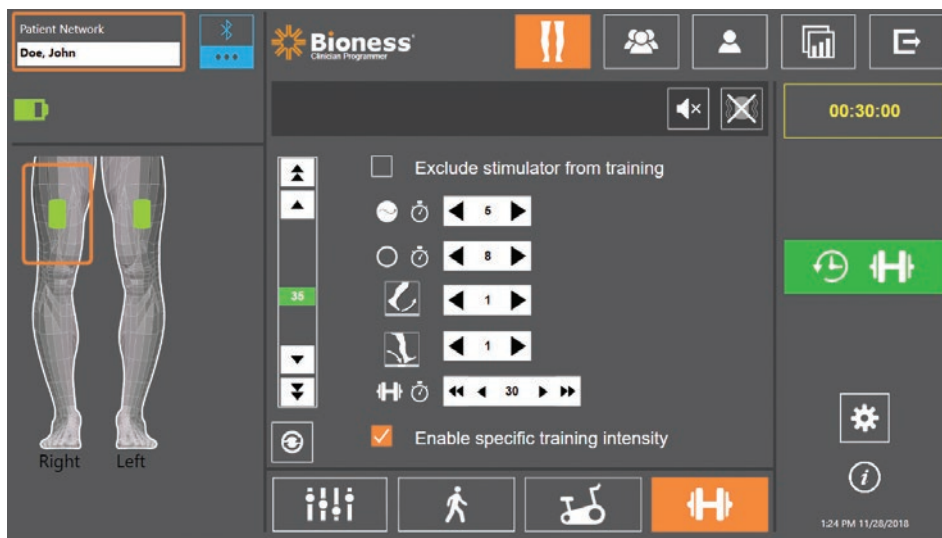 Patient Network
Doe, John
Bioness
Clinician Programmer
00:30:00
Exclude stimulator from training
5
8
35
1
1
30
Enable specific training intensity
Right Left
i
1:24 PM 11/28/2018